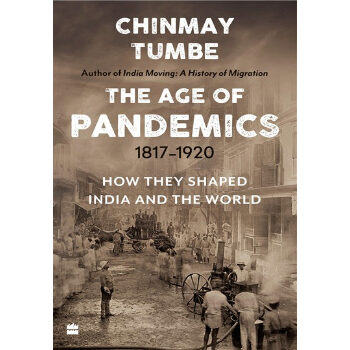 CHINMAY
TUMBE
Author of India Moving: A History of Migration
THE AGE OF
PANDEMICS
1817–1920
HOW THEY SHAPED
INDIA AND THE WORLD